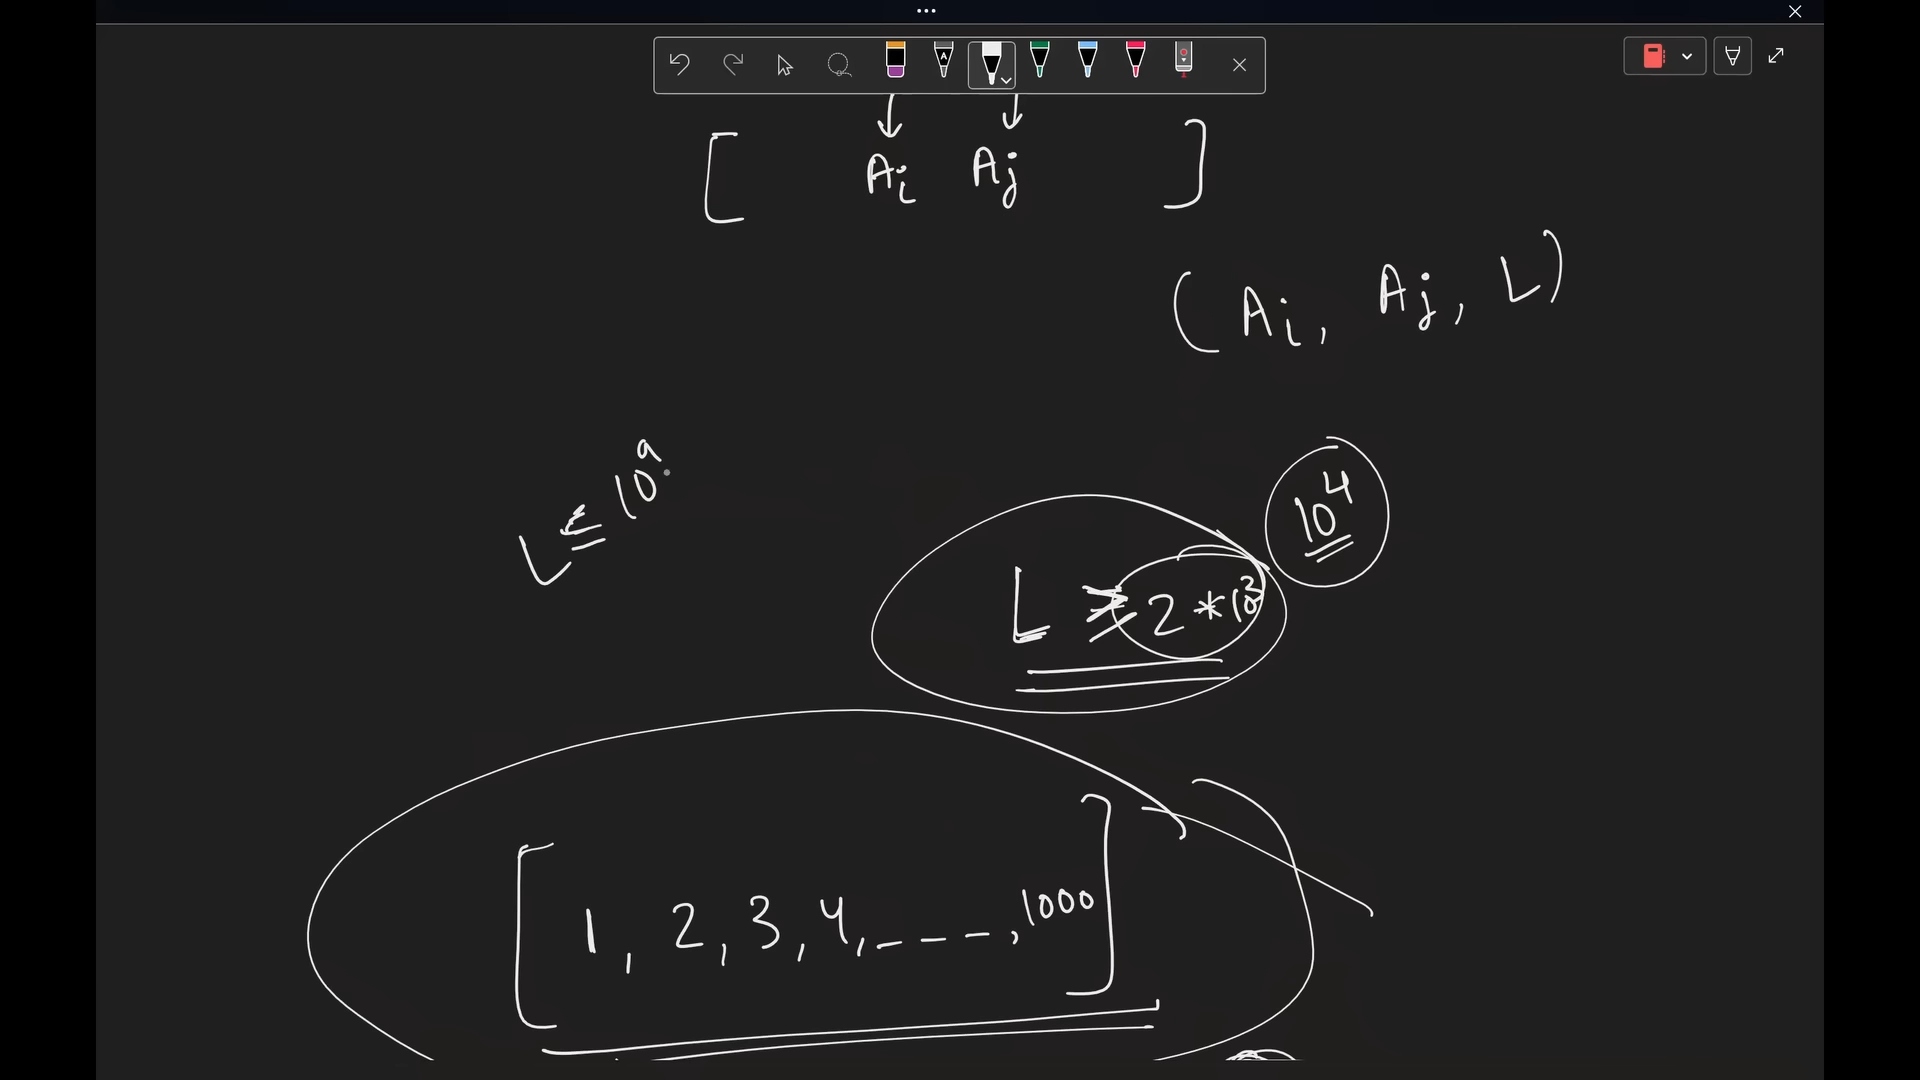 [ Ai Aj ]
(Ai, Aj, L)
L ≤ 10⁹
10⁴
L ≥ 2 * 10³
[1, 2, 3, 4, _ _ _, 1000]